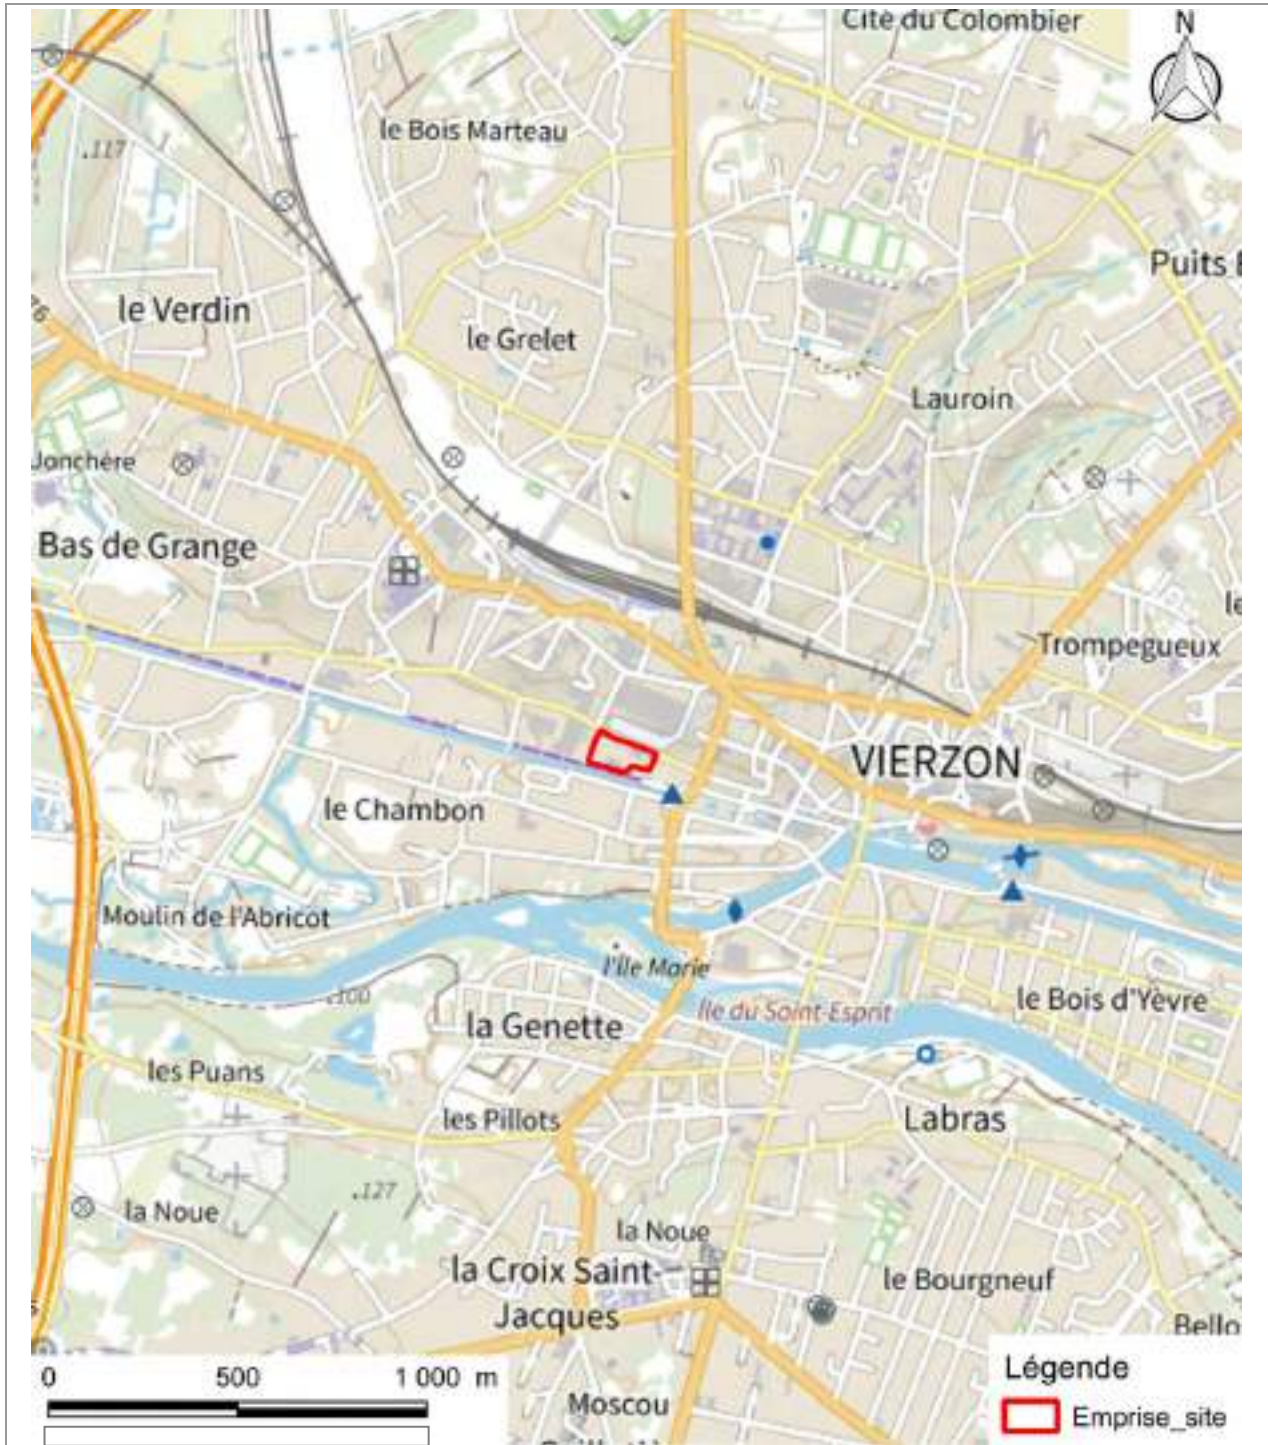 Cité du Colombier
N
le Bois Marteau
.117
Puits
le Verdin
le Grelet
Lauroin
Jonchère
Bas de Grange
Trompegueux
VIERZON
le Chambon
Moulin de l'Abricot
l'Île Marie
.100
Île du Saint-Esprit
le Bois d'Yèvre
la Genette
les Puans
les Pillots
Labras
.127
la Noue
la Noue
la Croix Saint-
Jacques
le Bourgneuf
Bello
Légende
0 500 1 000 m
Moscou
Emprise_site